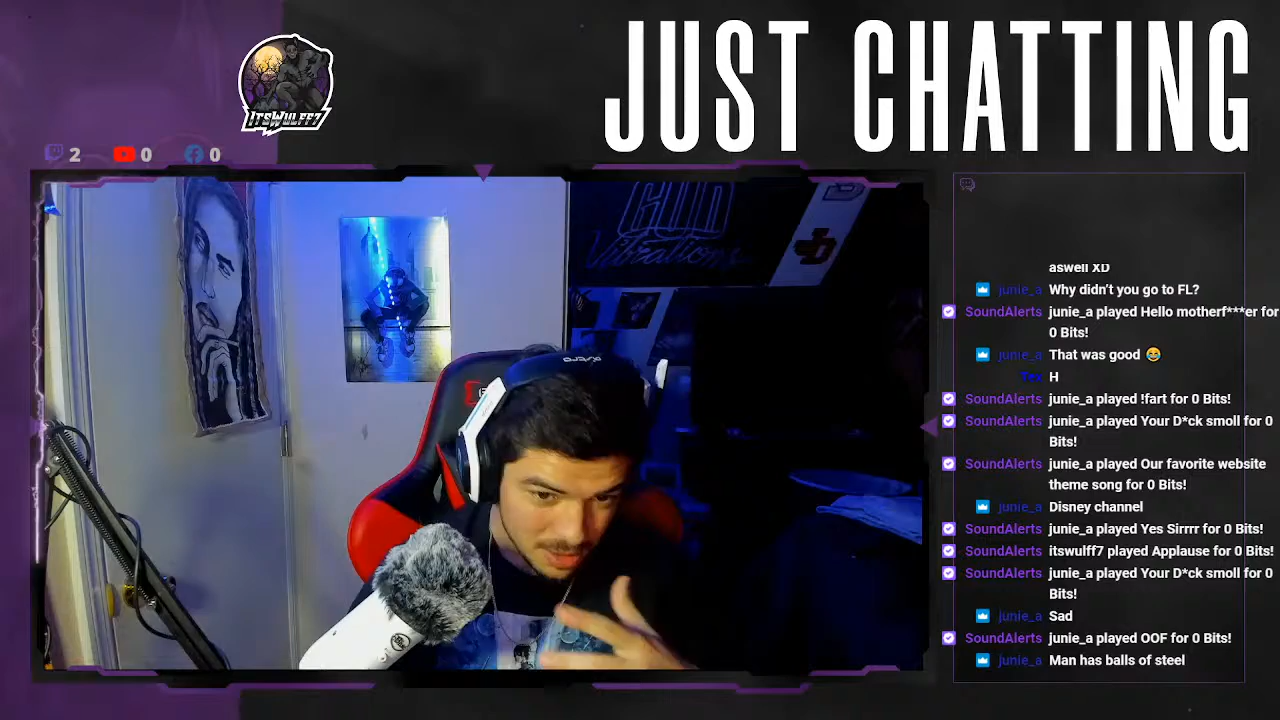 JUST CHATTING
ItsWulff7
2
0
0
Vibrations
aswell XD
junie_a Why didn't you go to FL?
SoundAlerts junie_a played Hello motherf***er for
0 Bits!
junie_a That was good 😂
H
SoundAlerts junie_a played !fart for 0 Bits!
SoundAlerts junie_a played Your D*ck smoll for 0
Bits!
SoundAlerts junie_a played Our favorite website
theme song for 0 Bits!
junie_a Disney channel
SoundAlerts junie_a played Yes Sirrrr for 0 Bits!
SoundAlerts itswulff7 played Applause for 0 Bits!
SoundAlerts junie_a played Your D*ck smoll for 0
Bits!
junie_a Sad
SoundAlerts junie_a played OOF for 0 Bits!
junie_a Man has balls of steel